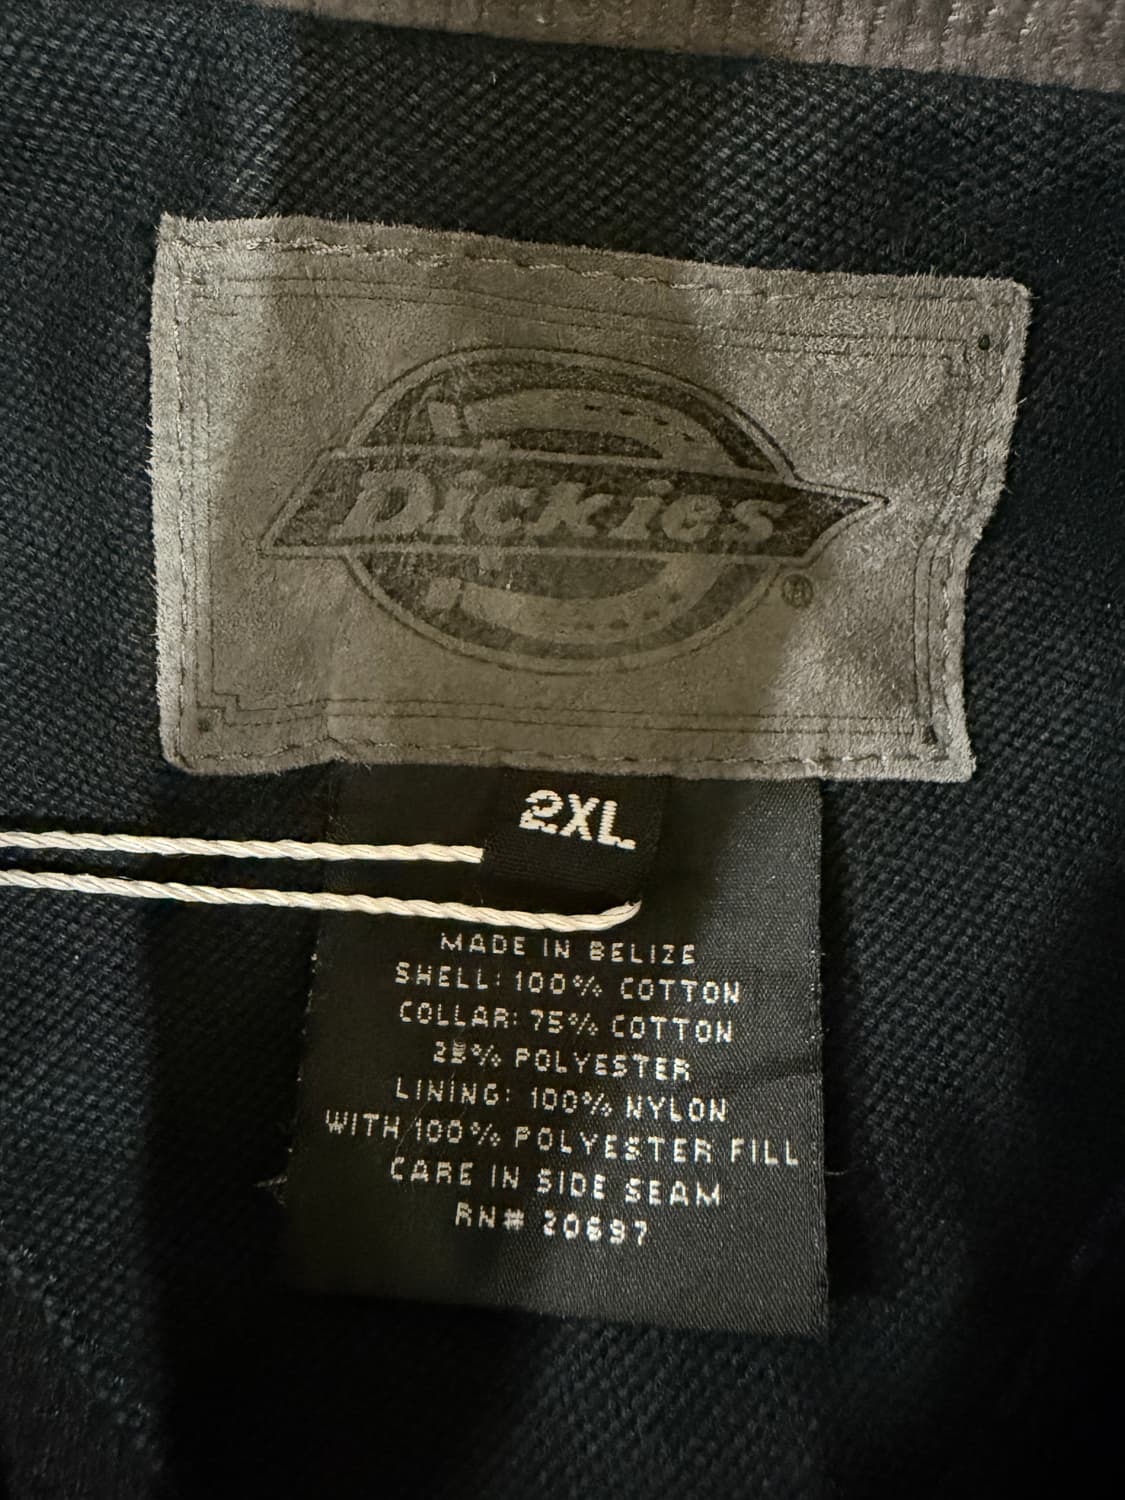 Dickies
®
2XL
MADE IN BELIZE
SHELL: 100% COTTON
COLLAR: 75% COTTON
25% POLYESTER
LINING: 100% NYLON
WITH 100% POLYESTER FILL
CARE IN SIDE SEAM
RN# 20697